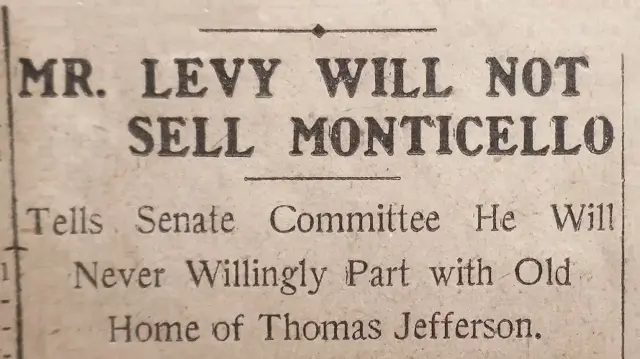 MR. LEVY WILL NOT
SELL MONTICELLO
Tells Senate Committee He Will
Never Willingly Part with Old
Home of Thomas Jefferson.